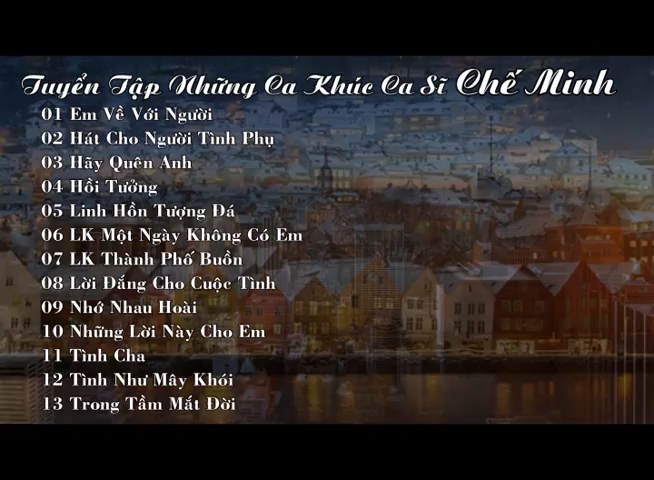 Tuyển Tập Những Ca Khúc Ca Sĩ Chế Minh
01 Em Về Với Người
02 Hát Cho Người Tình Phụ
03 Hãy Quên Anh
04 Hồi Tưởng
05 Linh Hồn Tượng Đá
06 LK Một Ngày Không Có Em
07 LK Thành Phố Buồn
08 Lời Đắng Cho Cuộc Tình
09 Nhớ Nhau Hoài
10 Những Lời Này Cho Em
11 Tình Cha
12 Tình Như Mây Khói
13 Trong Tầm Mắt Đời